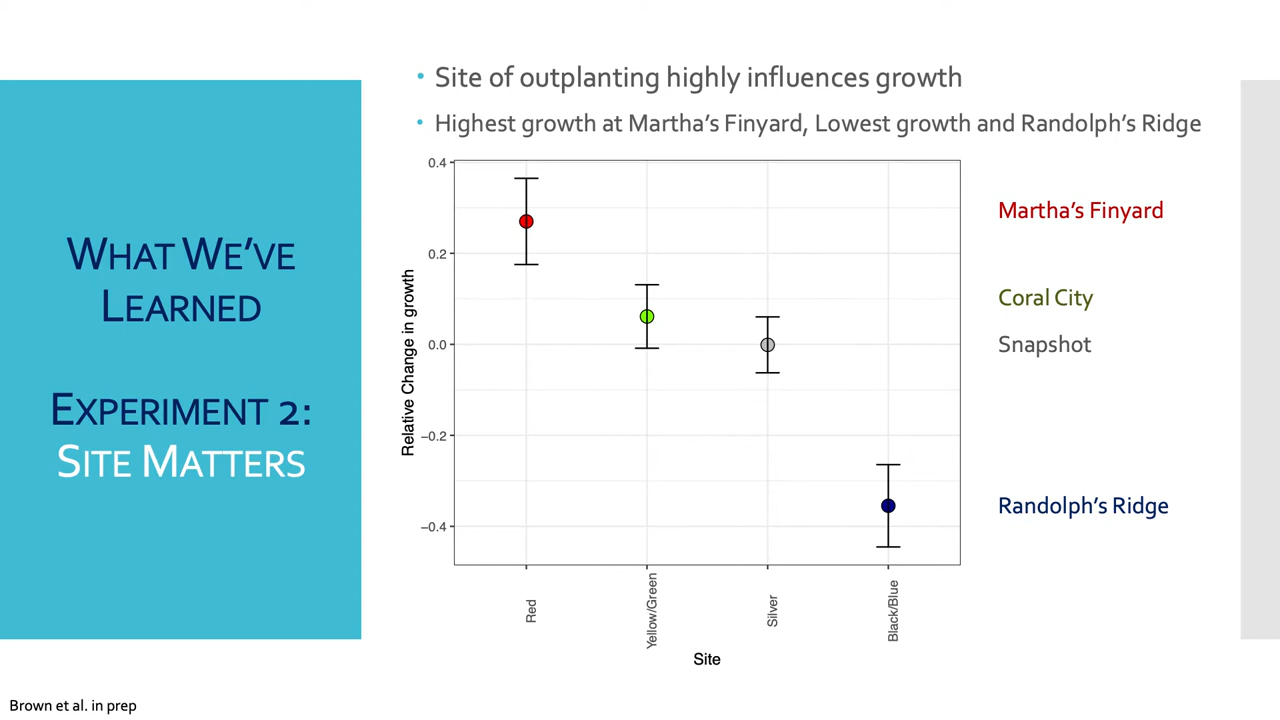 WHAT WE'VE
LEARNED
EXPERIMENT 2:
SITE MATTERS
• Site of outplanting highly influences growth
• Highest growth at Martha's Finyard, Lowest growth and Randolph's Ridge
Relative Change in growth
0.4
0.2
0.0
−0.2
−0.4
Red
Yellow/Green
Silver
Black/Blue
Site
Martha's Finyard
Coral City
Snapshot
Randolph's Ridge
Brown et al. in prep